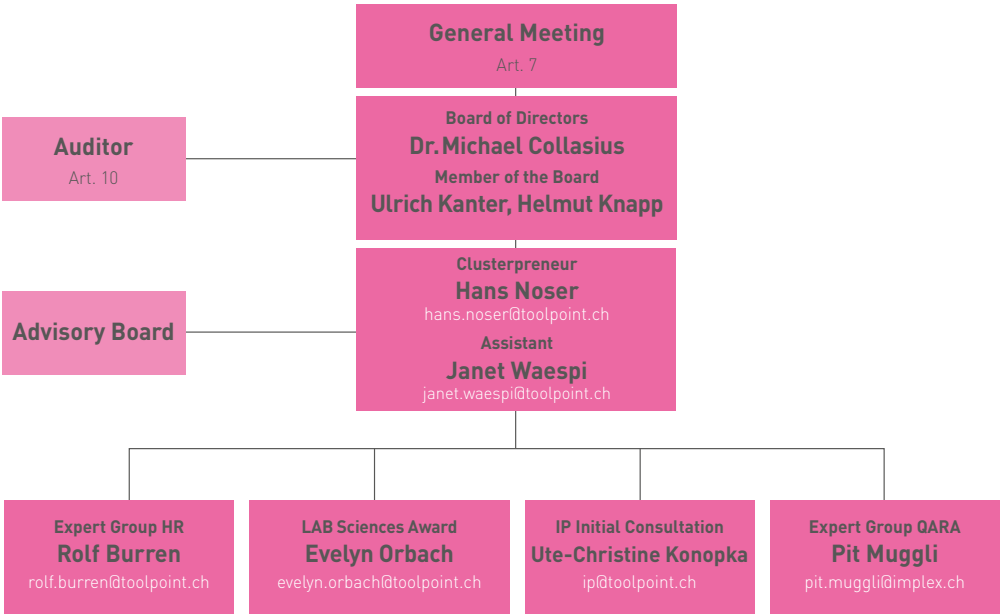 General Meeting
Art. 7
Board of Directors
Dr. Michael Collasius
Member of the Board
Ulrich Kanter, Helmut Knapp
Auditor
Art. 10
Clusterpreneur
Hans Noser
hans.noser@toolpoint.ch
Assistant
Janet Waespi
janet.waespi@toolpoint.ch
Advisory Board
Expert Group HR
Rolf Burren
rolf.burren@toolpoint.ch
LAB Sciences Award
Evelyn Orbach
evelyn.orbach@toolpoint.ch
IP Initial Consultation
Ute-Christine Konopka
ip@toolpoint.ch
Expert Group QARA
Pit Muggli
pit.muggli@implex.ch